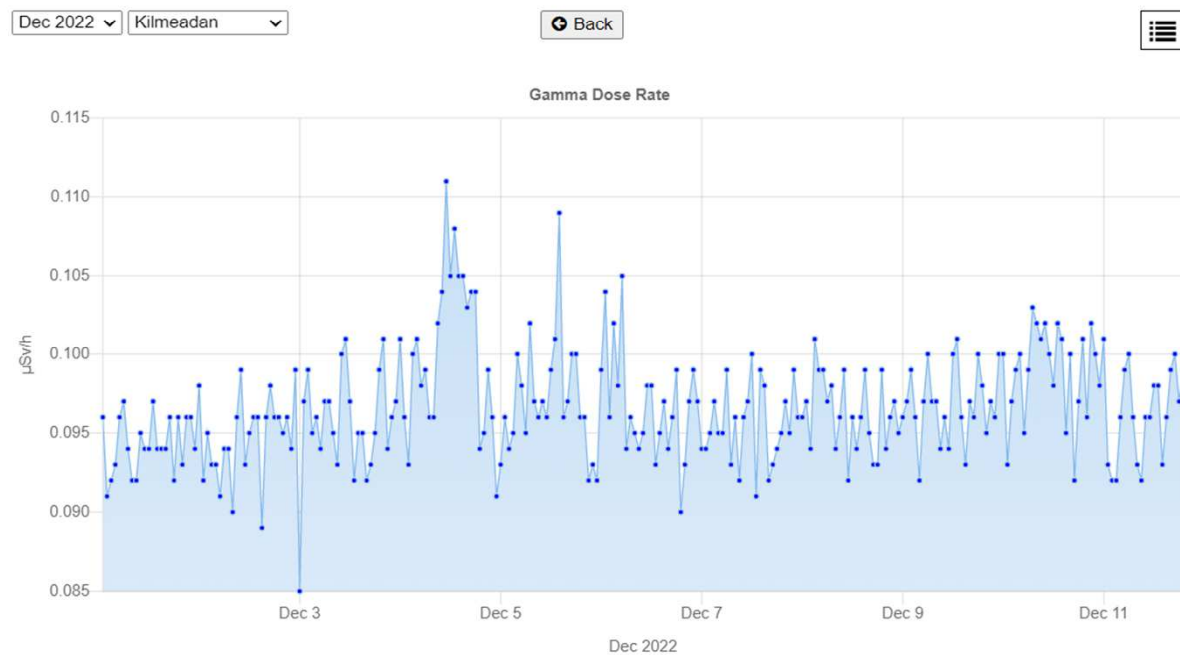 Dec 2022 Kilmeadan Back
Gamma Dose Rate
0.115
0.110
0.105
0.100
0.095
0.090
0.085
µSv/h
Dec 3 Dec 5 Dec 7 Dec 9 Dec 11
Dec 2022